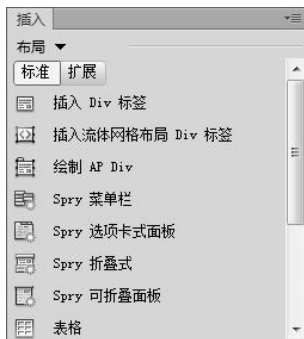 插入
布局
标准 扩展
插入 Div 标签
插入流体网格布局 Div 标签
绘制 AP Div
Spry 菜单栏
Spry 选项卡式面板
Spry 折叠式
Spry 可折叠面板
表格